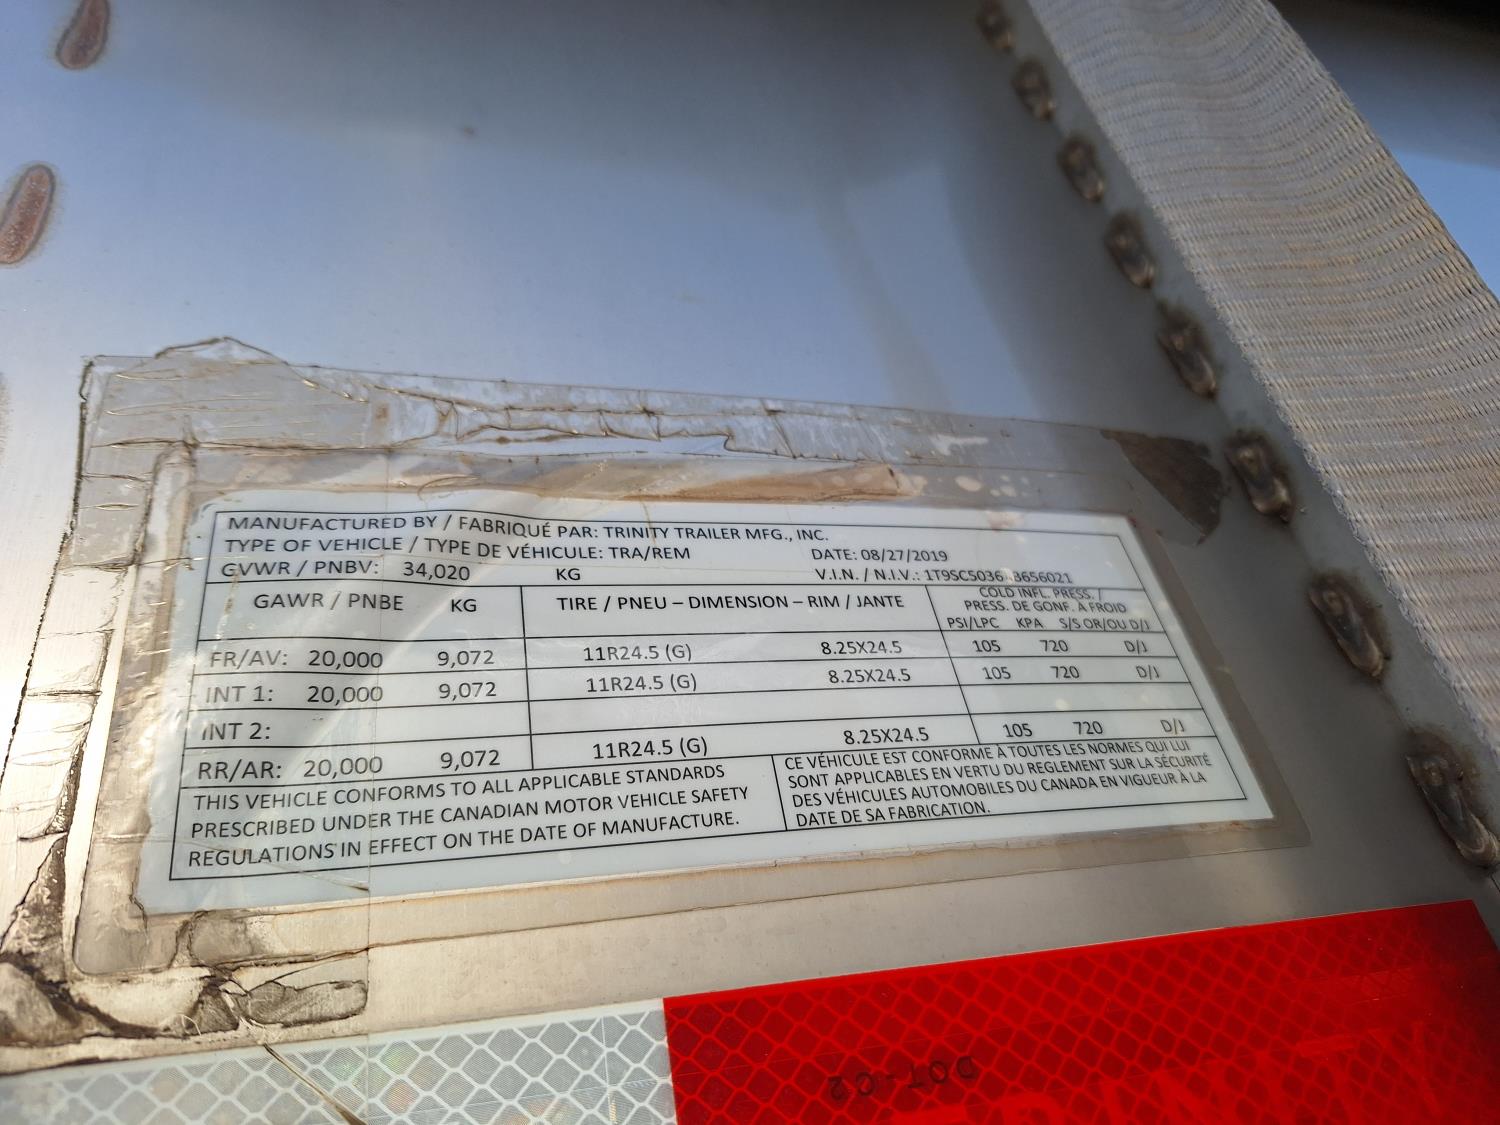 MANUFACTURED BY / FABRIQUÉ PAR: TRINITY TRAILER MFG., INC.
TYPE OF VEHICLE / TYPE DE VÉHICULE: TRA/REM DATE: 08/27/2019
GVWR / PNBV: 34,020 KG V.I.N. / N.I.V.:
GAWR / PNBE KG TIRE / PNEU – DIMENSION – RIM / JANTE COLD INFL. PRESS. /
PRESS. DE GONF. À FROID
PSI/LPC KPA S/S OR/OU D/J
FR/AV: 20,000 9,072 11R24.5 (G) 8.25X24.5 105 720 D/J
INT 1: 20,000 9,072 11R24.5 (G) 8.25X24.5 105 720 D/J
INT 2:
RR/AR: 20,000 9,072 11R24.5 (G) 8.25X24.5 105 720 D/J
THIS VEHICLE CONFORMS TO ALL APPLICABLE STANDARDS
PRESCRIBED UNDER THE CANADIAN MOTOR VEHICLE SAFETY
REGULATIONS IN EFFECT ON THE DATE OF MANUFACTURE.
CE VÉHICULE EST CONFORME À TOUTES LES NORMES QUI LUI
SONT APPLICABLES EN VERTU DU REGLEMENT SUR LA SÉCURITÉ
DES VÉHICULES AUTOMOBILES DU CANADA EN VIGUEUR À LA
DATE DE SA FABRICATION.
DOT-C2